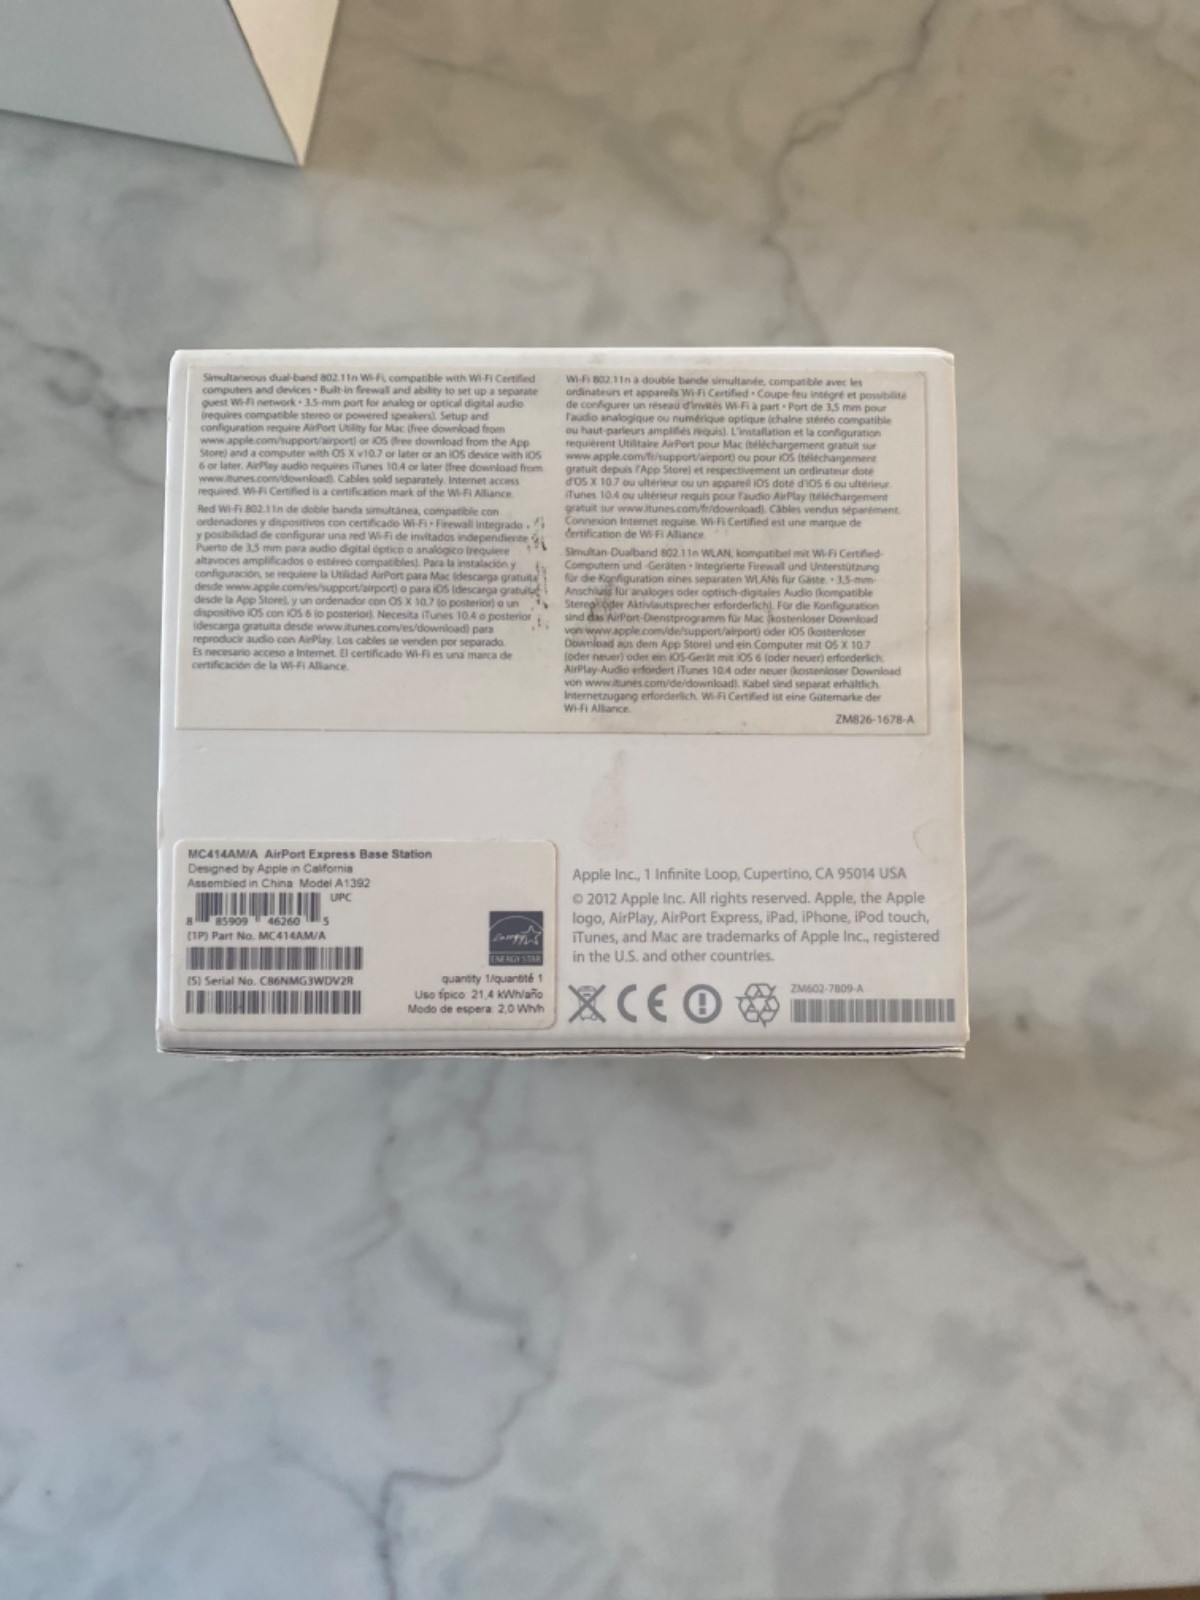 Simultaneous dual-band 802.11n Wi-Fi, compatible with Wi-Fi Certified
computers and devices • Built-in firewall and ability to set up a separate
guest Wi-Fi network • 3.5-mm port for analog or optical digital audio
(requires compatible stereo or powered speakers). Setup and
configuration require AirPort Utility for Mac (free download from
www.apple.com/support/airport) or iOS (free download from the App
Store) and a computer with OS X v10.7 or later or an iOS device with iOS
6 or later. AirPlay audio requires iTunes 10.4 or later (free download from
www.itunes.com/download). Cables sold separately. Internet access
required. Wi-Fi Certified is a certification mark of the Wi-Fi Alliance.
Red Wi-Fi 802.11n de doble banda simultánea, compatible con
ordenadores y dispositivos con certificado Wi-Fi • Firewall integrado
y posibilidad de configurar una red Wi-Fi de invitados independiente
Puerto de 3,5 mm para audio digital óptico o analógico (requiere
altavoces amplificados o estéreo compatibles). Para la instalación y
configuración, se requiere la Utilidad AirPort para Mac (descarga gratuita
desde www.apple.com/es/support/airport) o para iOS (descarga gratuita
desde la App Store), y un ordenador con OS X 10.7 (o posterior) o un
dispositivo iOS con iOS 6 (o posterior). Necesita iTunes 10.4 o posterior
(descarga gratuita desde www.itunes.com/es/download) para
reproducir audio con AirPlay. Los cables se venden por separado.
Es necesario acceso a Internet. El certificado Wi-Fi es una marca de
certificación de la Wi-Fi Alliance.
Wi-Fi 802.11n à double bande simultanée, compatible avec les
ordinateurs et appareils Wi-Fi Certified • Coupe-feu intégré et possibilité
de configurer un réseau d'invités Wi-Fi à part • Port de 3,5 mm pour
l'audio analogique ou numérique optique (chaîne stéréo compatible
ou haut-parleurs amplifiés requis). L'installation et la configuration
requièrent Utilitaire AirPort pour Mac (téléchargement gratuit sur
www.apple.com/fr/support/airport) ou pour iOS (téléchargement
gratuit depuis l'App Store) et respectivement un ordinateur doté
d'OS X 10.7 ou ultérieur ou un appareil iOS doté d'iOS 6 ou ultérieur.
iTunes 10.4 ou ultérieur requis pour l'audio AirPlay (téléchargement
gratuit sur www.itunes.com/fr/download). Câbles vendus séparément.
Connexion Internet requise. Wi-Fi Certified est une marque de
certification de Wi-Fi Alliance.
Simultan-Dualband 802.11n WLAN, kompatibel mit Wi-Fi Certified-
Computern und -Geräten • Integrierte Firewall und Unterstützung
für die Konfiguration eines separaten WLANs für Gäste. • 3,5-mm-
Anschluss für analoges oder optisch-digitales Audio (kompatible
Stereo- oder Aktivlautsprecher erforderlich). Für die Konfiguration
sind das AirPort-Dienstprogramm für Mac (kostenloser Download
von www.apple.com/de/support/airport) oder iOS (kostenloser
Download aus dem App Store) und ein Computer mit OS X 10.7
(oder neuer) oder ein iOS-Gerät mit iOS 6 (oder neuer) erforderlich.
AirPlay-Audio erfordert iTunes 10.4 oder neuer (kostenloser Download
von www.itunes.com/de/download). Kabel sind separat erhältlich.
Internetzugang erforderlich. Wi-Fi Certified ist eine Gütemarke der
Wi-Fi Alliance.
ZM826-1678-A
MC414AM/A AirPort Express Base Station
Designed by Apple in California
Assembled in China Model A1392
UPC
8 85909 46260 5
(1P) Part No. MC414AM/A
(S) Serial No. C86NMG3WDV2R
energy
ENERGY STAR
quantity 1/quantité 1
Uso típico 21,4 kWh/año
Modo de espera: 2,0 Wh/h
Apple Inc., 1 Infinite Loop, Cupertino, CA 95014 USA
© 2012 Apple Inc. All rights reserved. Apple, the Apple
logo, AirPlay, AirPort Express, iPad, iPhone, iPod touch,
iTunes, and Mac are trademarks of Apple Inc., registered
in the U.S. and other countries.
CE
ZM602-7809-A